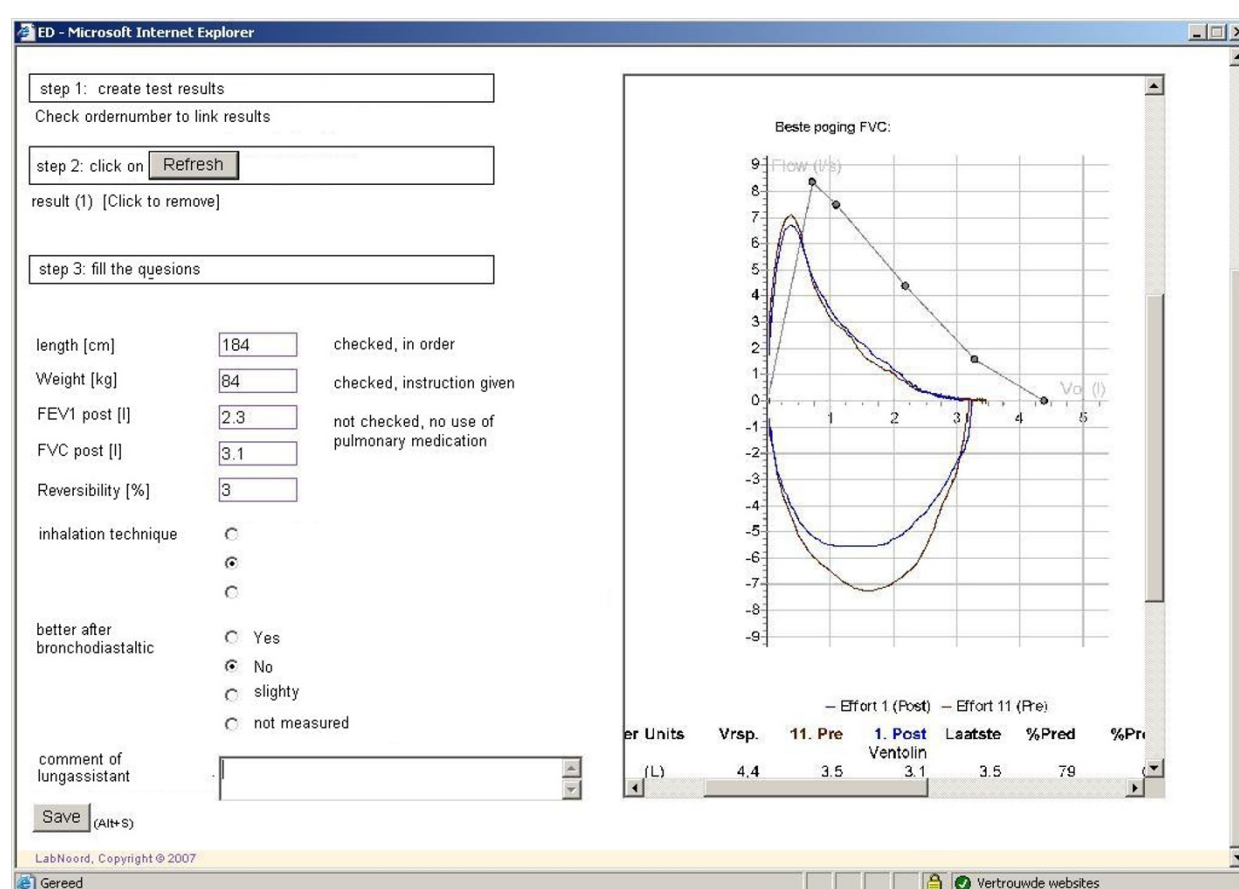 ED - Microsoft Internet Explorer
step 1: create test results
Check ordernumber to link results
step 2: click on Refresh
result (1) [Click to remove]
step 3: fill the quesions
length [cm] 184 checked, in order
Weight [kg] 84 checked, instruction given
FEV1 post [l] 2.3 not checked, no use of
pulmonary medication
FVC post [l] 3.1
Reversibility [%] 3
inhalation technique
better after
bronchodiastaltic
Yes
No
slighty
not measured
comment of
lungassistant
Save (Alt+S)
LabNoord, Copyright © 2007
Beste poging FVC:
Flow (l/s)
9
8
7
6
5
4
3
2
1
0
-1
-2
-3
-4
-5
-6
-7
-8
-9
1 2 3 4 5
Vol (l)
Effort 1 (Post) Effort 11 (Pre)
er Units Vrsp. 11. Pre 1. Post Laatste %Pred %Pr
Ventolin
(L) 4,4 3.5 3.1 3.5 79
Gereed
Vertrouwde websites